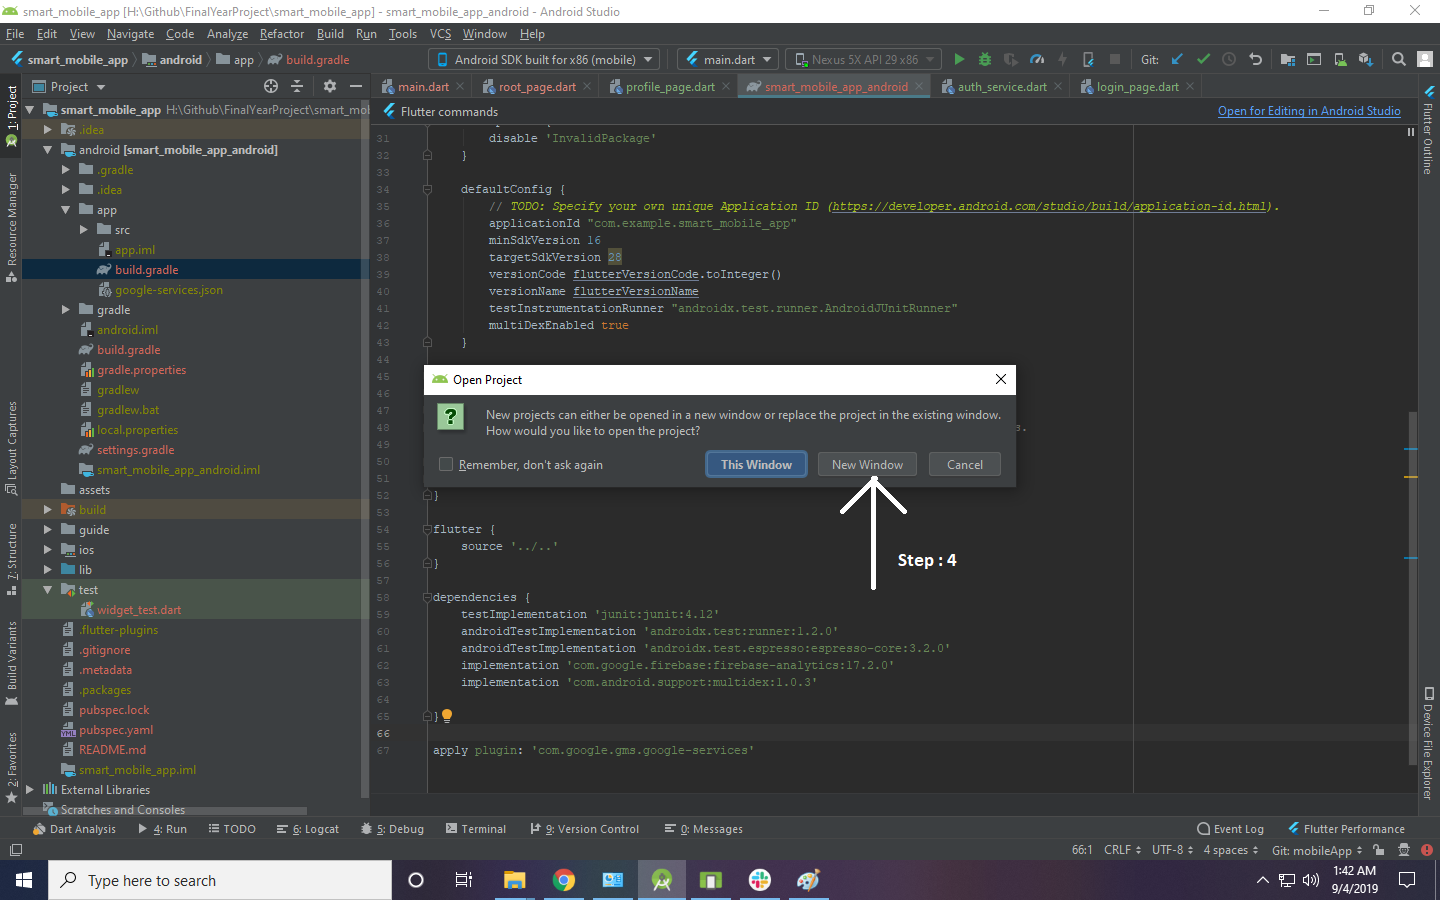 smart_mobile_app [H:\Github\FinalYearProject\smart_mobile_app] - smart_mobile_app_android - Android Studio
File Edit View Navigate Code Analyze Refactor Build Run Tools VCS Window Help
smart_mobile_app android app build.gradle Android SDK built for x86 (mobile) main.dart Nexus 5X API 29 x86 Git:
Project main.dart root_page.dart profile_page.dart smart_mobile_app_android auth_service.dart login_page.dart
Flutter commands Open for Editing in Android Studio
1: Project
Resource Manager
Layout Captures
7: Structure
Build Variants
2: Favorites
smart_mobile_app H:\Github\FinalYearProject\smart_mobil
.idea
android [smart_mobile_app_android]
.gradle
.idea
app
src
app.iml
build.gradle
google-services.json
gradle
android.iml
build.gradle
gradle.properties
gradlew
gradlew.bat
local.properties
settings.gradle
smart_mobile_app_android.iml
assets
build
guide
ios
lib
test
widget_test.dart
.flutter-plugins
.gitignore
.metadata
.packages
pubspec.lock
pubspec.yaml
README.md
smart_mobile_app.iml
External Libraries
Scratches and Consoles
31 disable 'InvalidPackage'
32 }
33
34 defaultConfig {
35 // TODO: Specify your own unique Application ID (https://developer.android.com/studio/build/application-id.html).
36 applicationId "com.example.smart_mobile_app"
37 minSdkVersion 16
38 targetSdkVersion 28
39 versionCode flutterVersionCode.toInteger()
40 versionName flutterVersionName
41 testInstrumentationRunner "androidx.test.runner.AndroidJUnitRunner"
42 multiDexEnabled true
43 }
44
45
46
47
48 s.
49
50
51
52 }
53
54 flutter {
55 source '../..'
56 }
57
58 dependencies {
59 testImplementation 'junit:junit:4.12'
60 androidTestImplementation 'androidx.test:runner:1.2.0'
61 androidTestImplementation 'androidx.test.espresso:espresso-core:3.2.0'
62 implementation 'com.google.firebase:firebase-analytics:17.2.0'
63 implementation 'com.android.support:multidex:1.0.3'
64
65 }
66
67 apply plugin: 'com.google.gms.google-services'
Open Project
New projects can either be opened in a new window or replace the project in the existing window.
How would you like to open the project?
Remember, don't ask again This Window New Window Cancel
Step : 4
Flutter Outline
Device File Explorer
Dart Analysis 4: Run TODO 6: Logcat 5: Debug Terminal 9: Version Control 0: Messages Event Log Flutter Performance
66:1 CRLF UTF-8 4 spaces Git: mobileApp
Type here to search
1:42 AM
9/4/2019